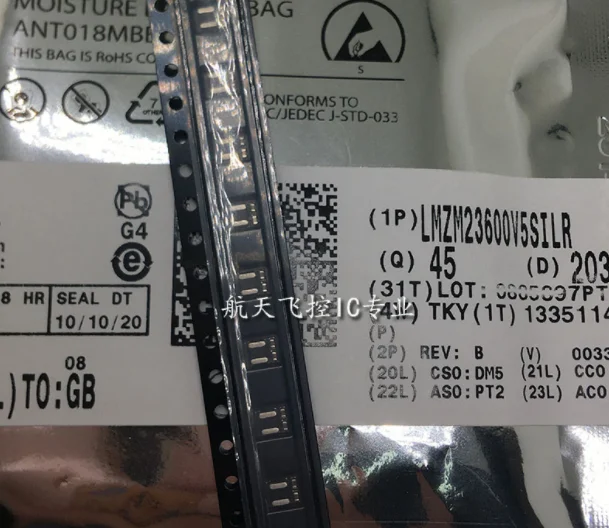 MOISTURE BAG
ANT018MBB
THIS BAG IS RoHS CO
S
CONFORMS TO
C/JEDEC J-STD-033
Pb
G4
e
8 HR SEAL DT
10/10/20
08
)TO:GB
航天飞控IC专业
(1P) LMZM23600V5SILR
(Q) 45 (D) 203
(31T) LOT:
TKY (1T) 1335114
(P)
(2P) REV: B (V) 0033
(20L) CSO:DM5 (21L) CCO
(22L) ASO:PT2 (23L) ACO